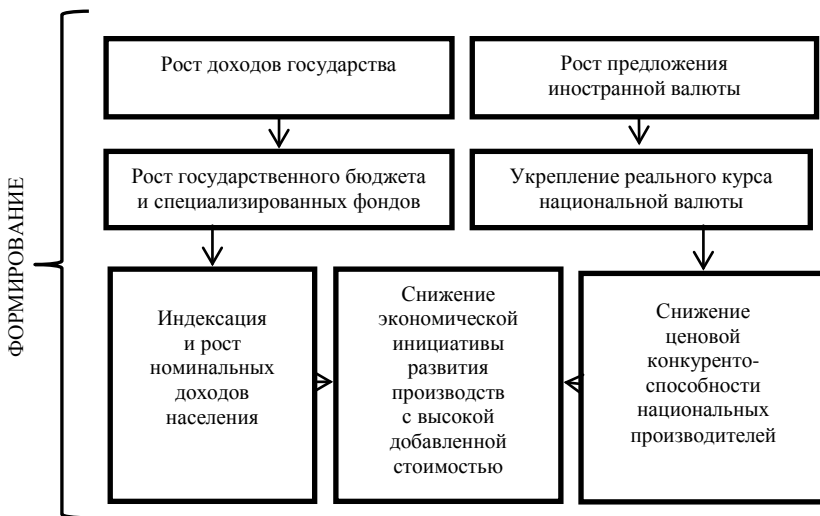 ФОРМИРОВАНИЕ
Рост доходов государства
Рост предложения
иностранной валюты
Рост государственного бюджета
и специализированных фондов
Укрепление реального курса
национальной валюты
Индексация
и рост
номинальных
доходов
населения
Снижение
экономической
инициативы
развития
производств
с высокой
добавленной
стоимостью
Снижение
ценовой
конкуренто-
способности
национальных
производителей